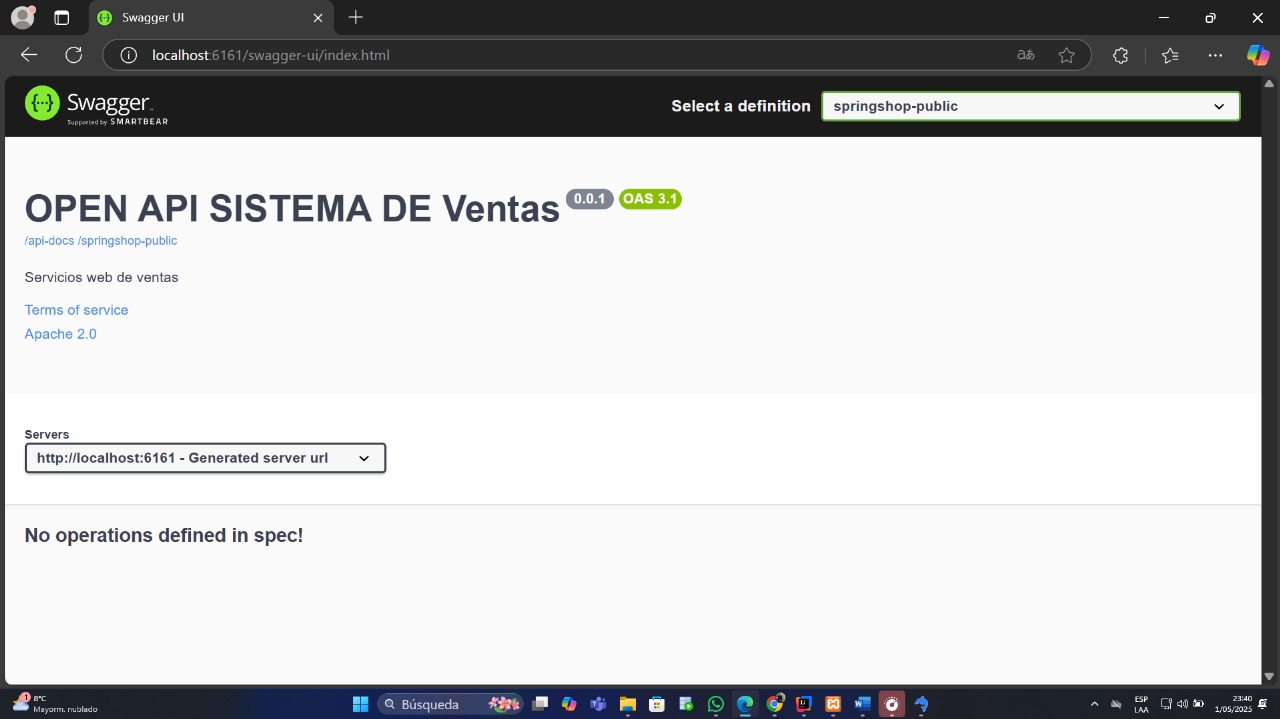 Swagger UI
localhost:6161/swagger-ui/index.html
Swagger
Supported by SMARTBEAR
Select a definition
springshop-public
OPEN API SISTEMA DE Ventas 0.0.1 OAS 3.1
/api-docs /springshop-public
Servicios web de ventas
Terms of service
Apache 2.0
Servers
http://localhost:6161 - Generated server url
No operations defined in spec!
1
8°C
Mayorm. nublado
Búsqueda
ESP
LAA
23:40
1/05/2025